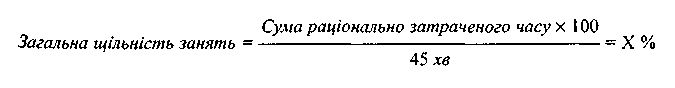 Загальна щільність занять = Сума раціонально затраченого часу × 100 / 45 хв = X %